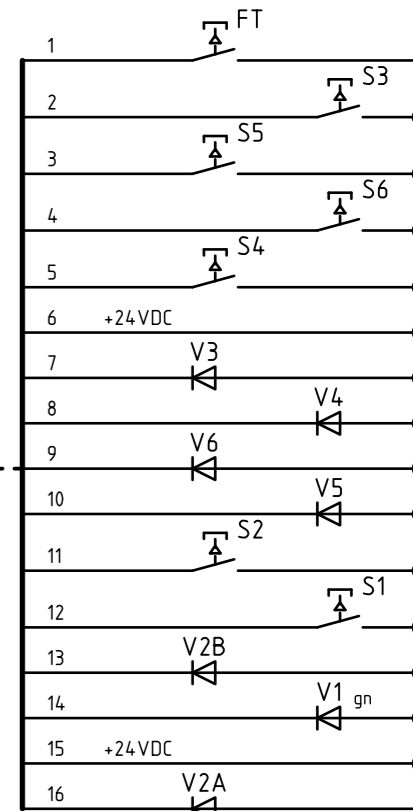 1 FT
2 S3
3 S5
4 S6
5 S4
6 +24VDC
7 V3
8 V4
9 V6
10 V5
11 S2
12 S1
13 V2B
14 V1 gn
15 +24VDC
16 V2A